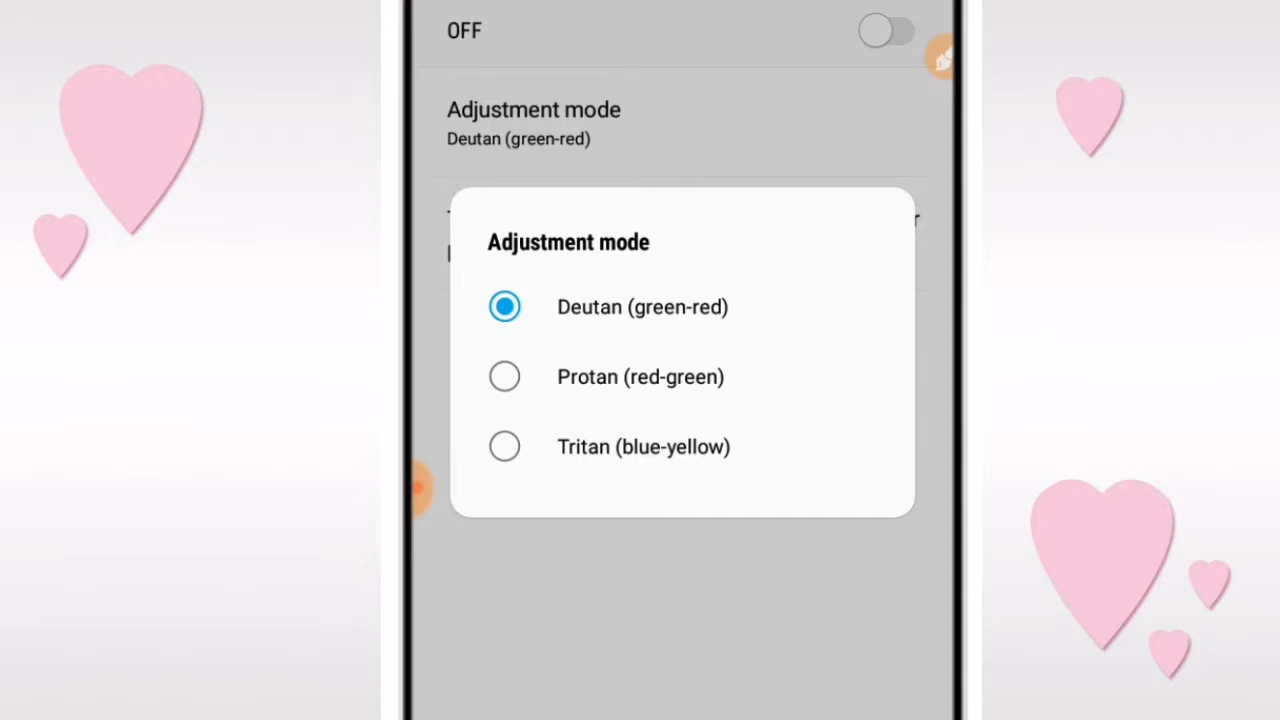 OFF
Adjustment mode
Deutan (green-red)
Adjustment mode
Deutan (green-red)
Protan (red-green)
Tritan (blue-yellow)